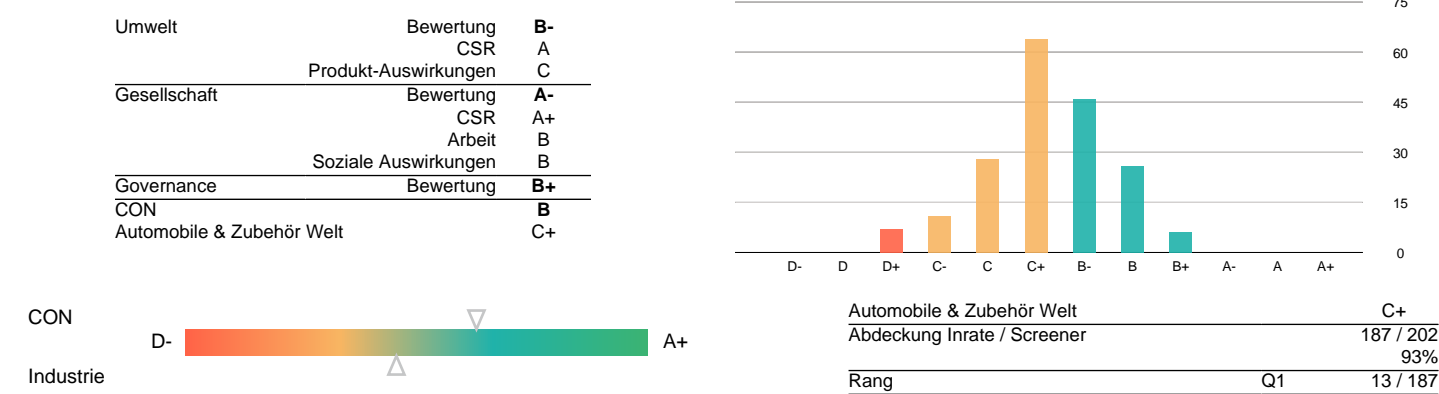 Umwelt Bewertung B-
CSR A
Produkt-Auswirkungen C
Gesellschaft Bewertung A-
CSR A+
Arbeit B
Soziale Auswirkungen B
Governance Bewertung B+
CON B
Automobile & Zubehör Welt C+
75
60
45
30
15
0
D- D D+ C- C C+ B- B B+ A- A A+
CON
D- A+
Industrie
Automobile & Zubehör Welt C+
Abdeckung Inrate / Screener 187 / 202
93%
Rang Q1 13 / 187